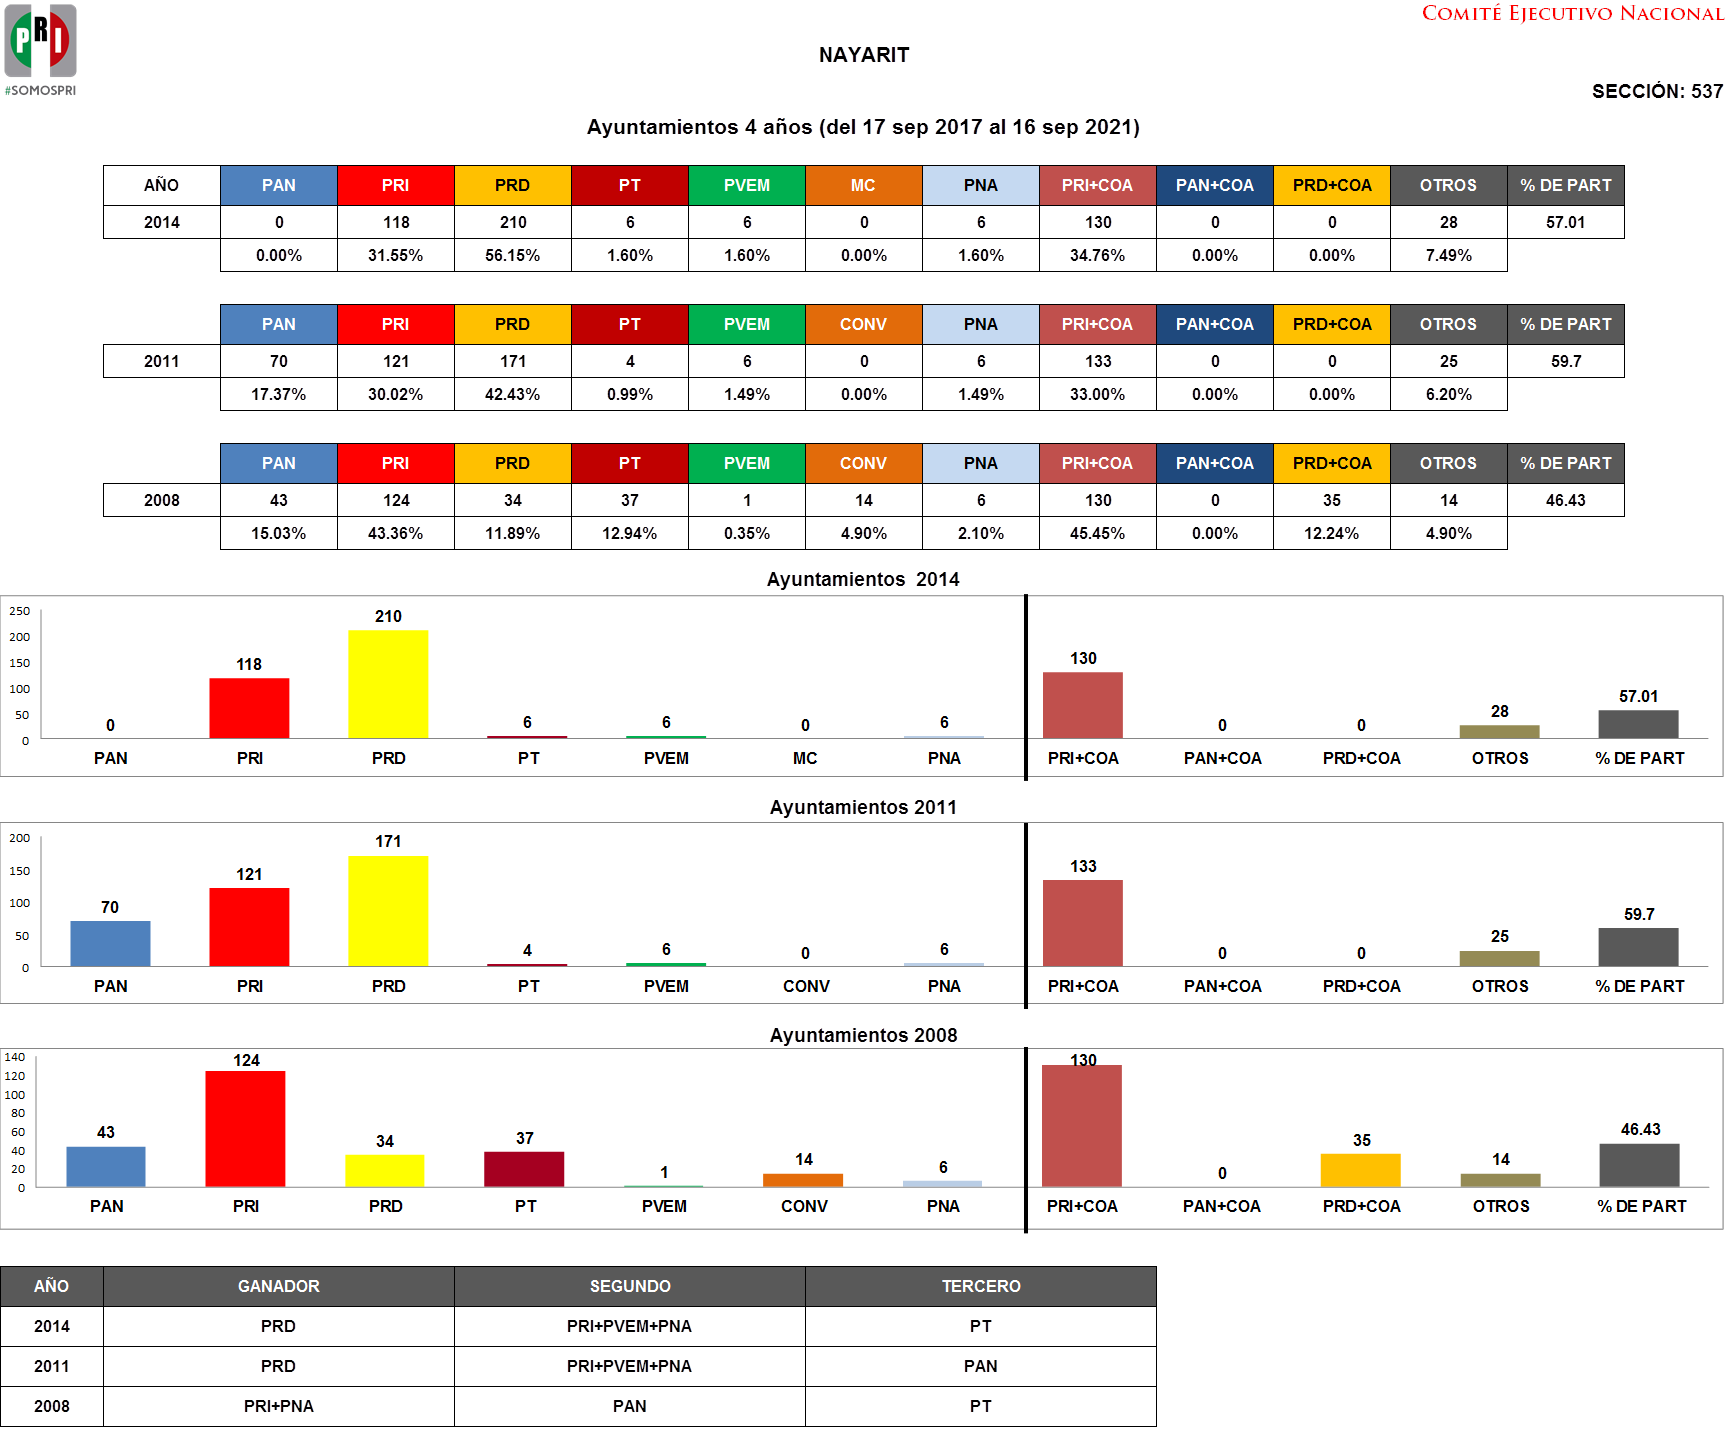 COMITÉ EJECUTIVO NACIONAL
PRI
#SOMOSPRI
NAYARIT
SECCIÓN: 537
Ayuntamientos 4 años (del 17 sep 2017 al 16 sep 2021)
AÑO PAN PRI PRD PT PVEM MC PNA PRI+COA PAN+COA PRD+COA OTROS % DE PART
2014 0 118 210 6 6 0 6 130 0 0 28 57.01
0.00% 31.55% 56.15% 1.60% 1.60% 0.00% 1.60% 34.76% 0.00% 0.00% 7.49%
PAN PRI PRD PT PVEM CONV PNA PRI+COA PAN+COA PRD+COA OTROS % DE PART
2011 70 121 171 4 6 0 6 133 0 0 25 59.7
17.37% 30.02% 42.43% 0.99% 1.49% 0.00% 1.49% 33.00% 0.00% 0.00% 6.20%
PAN PRI PRD PT PVEM CONV PNA PRI+COA PAN+COA PRD+COA OTROS % DE PART
2008 43 124 34 37 1 14 6 130 0 35 14 46.43
15.03% 43.36% 11.89% 12.94% 0.35% 4.90% 2.10% 45.45% 0.00% 12.24% 4.90%
Ayuntamientos 2014
250
200
150
100
50
0
0 118 210 6 6 0 6 130 0 0 28 57.01
PAN PRI PRD PT PVEM MC PNA PRI+COA PAN+COA PRD+COA OTROS % DE PART
Ayuntamientos 2011
200
150
100
50
0
70 121 171 4 6 0 6 133 0 0 25 59.7
PAN PRI PRD PT PVEM CONV PNA PRI+COA PAN+COA PRD+COA OTROS % DE PART
Ayuntamientos 2008
140
120
100
80
60
40
20
0
43 124 34 37 1 14 6 130 0 35 14 46.43
PAN PRI PRD PT PVEM CONV PNA PRI+COA PAN+COA PRD+COA OTROS % DE PART
AÑO GANADOR SEGUNDO TERCERO
2014 PRD PRI+PVEM+PNA PT
2011 PRD PRI+PVEM+PNA PAN
2008 PRI+PNA PAN PT